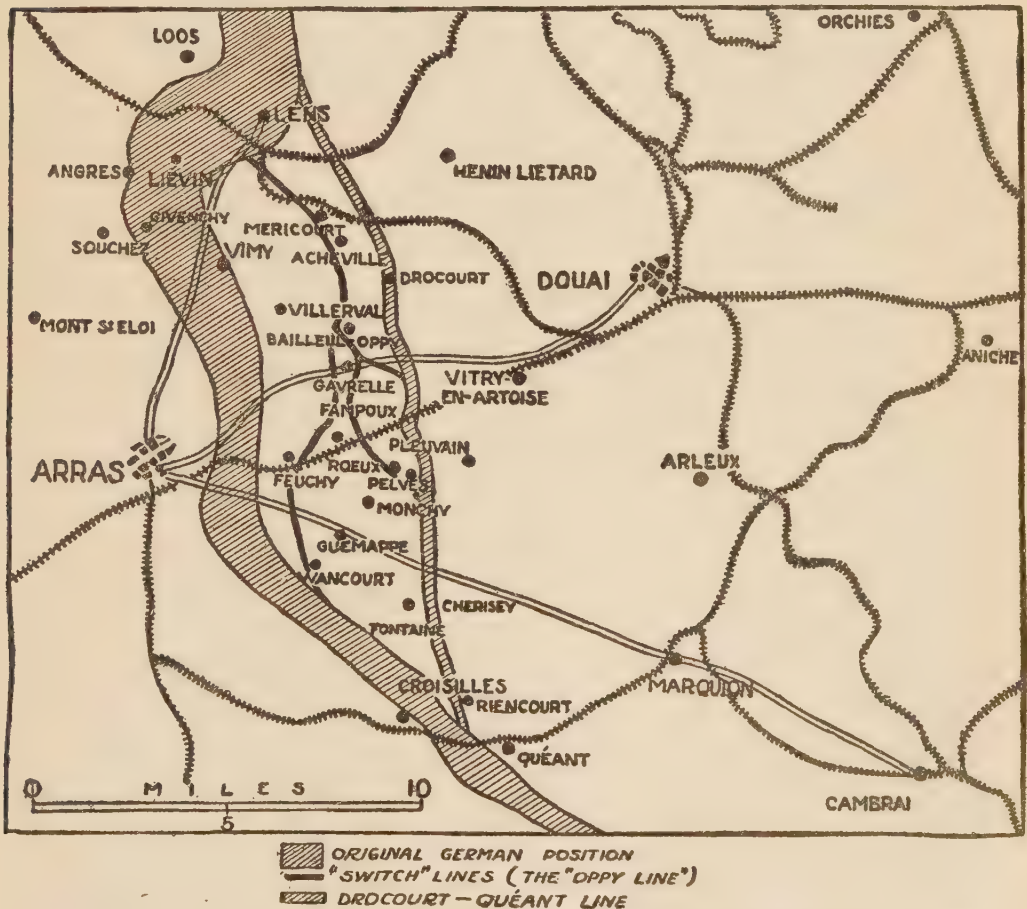 LOOS
ORCHIES
LENS
HENIN LIETARD
ANGRES
LIEVIN
GIVENCHY
MERICOURT
SOUCHEZ
VIMY
ACHEVILLE
DROCOURT
DOUAI
MONT St ELOI
VILLERVAL
BAILLEUL
OPPY
ANICHE
GAVRELLE
VITRY-
EN-ARTOISE
FAMPOUX
PLEUVAIN
ARRAS
ROEUX
ARLEUX
FEUCHY
PELVES
MONCHY
GUEMAPPE
WANCOURT
CHERISEY
FONTAINE
CROISILLES
MARQUION
RIENCOURT
QUÉANT
0 MILES 10
5
CAMBRAI
ORIGINAL GERMAN POSITION
"SWITCH" LINES (THE "OPPY LINE")
DROCOURT — QUÉANT LINE